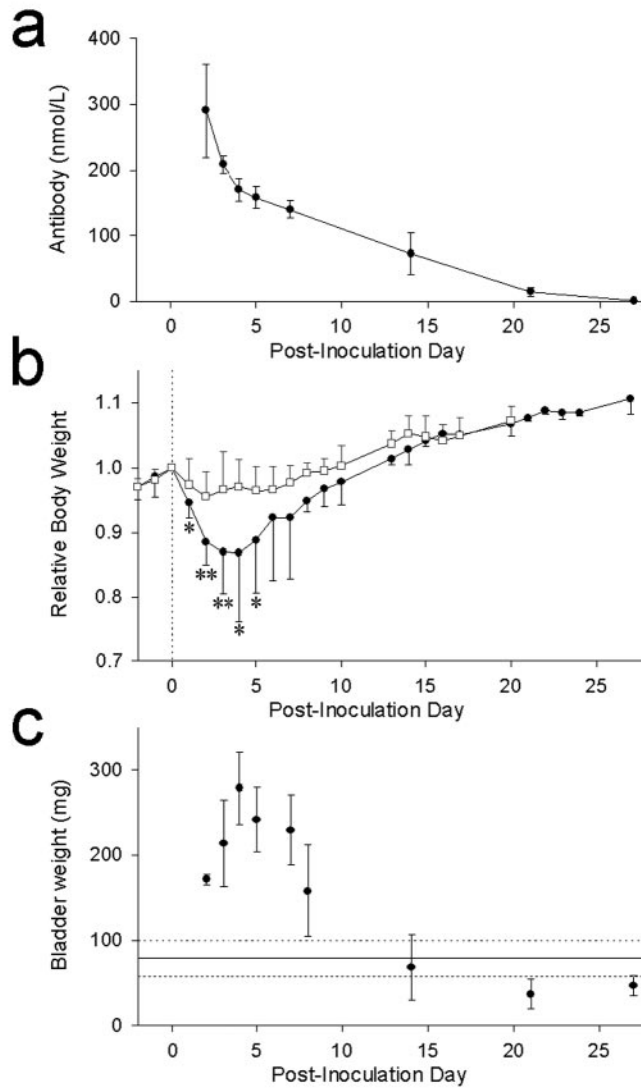 a
400
300
200
100
0
Antibody (nmol/L)
0 5 10 15 20 25
Post-Inoculation Day
b
1.1
1.0
0.9
0.8
0.7
Relative Body Weight
*
**
**
*
*
0 5 10 15 20 25
Post-Inoculation Day
c
300
200
100
0
Bladder weight (mg)
0 5 10 15 20 25
Post-Inoculation Day